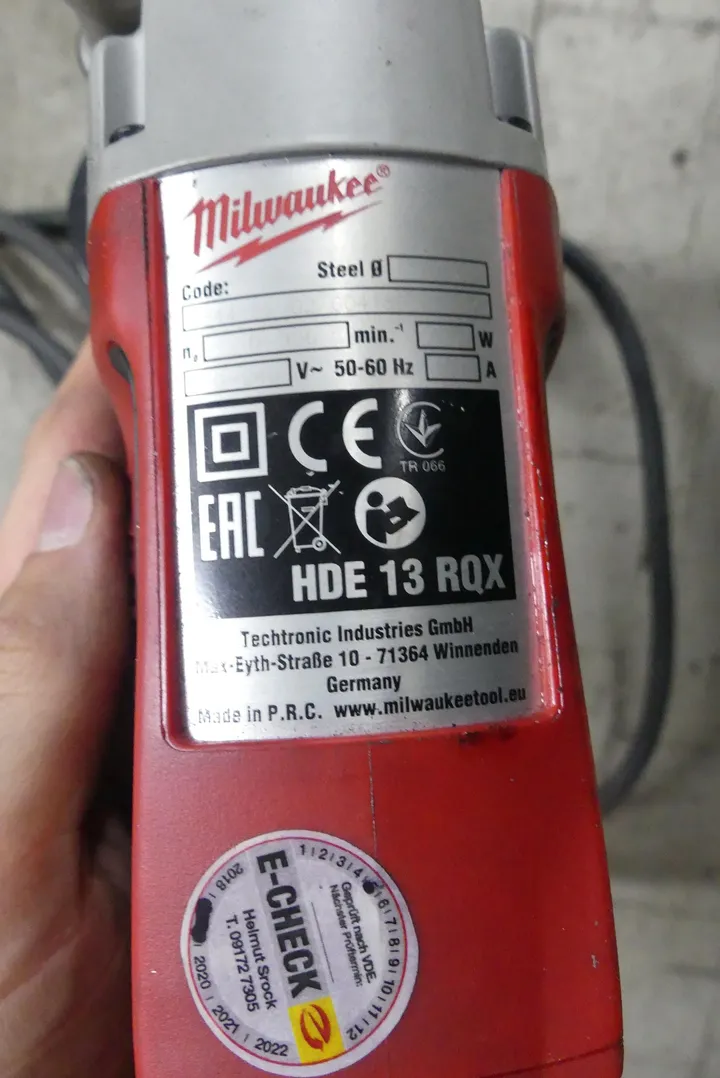 Milwaukee®
Steel Ø
Code:
n₀ min.⁻¹ W
V~ 50-60 Hz A
CE
TR 066
EAC
HDE 13 RQX
Techtronic Industries GmbH
Max-Eyth-Straße 10 - 71364 Winnenden
Germany
Made in P.R.C. www.milwaukeetool.eu
1 2 3 4 6 7 8 9 10 11 12
Geprüft nach VDE
Nächster Prüftermin:
E-CHECK
Helmut Srock
T. 09172 7305
2018 2020 2021 2022